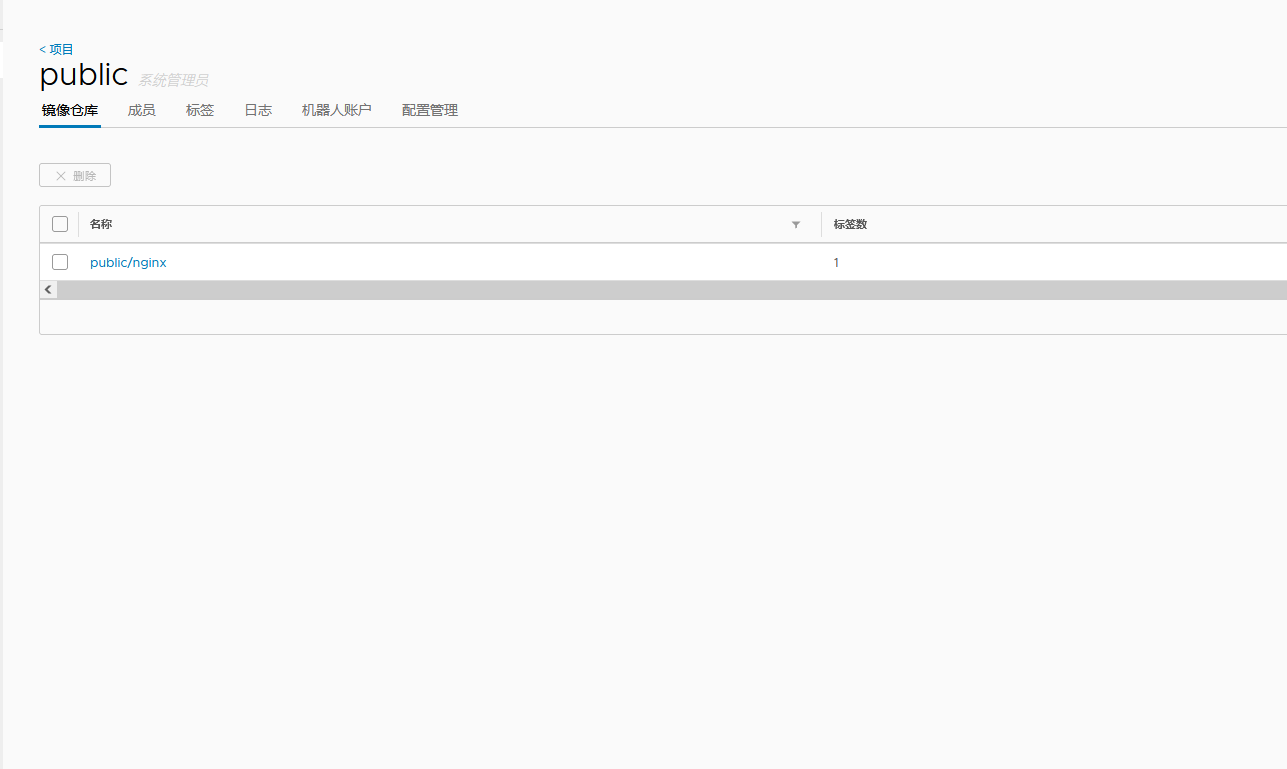 < 项目
public 系统管理员
镜像仓库 成员 标签 日志 机器人账户 配置管理
删除
名称 标签数
public/nginx 1